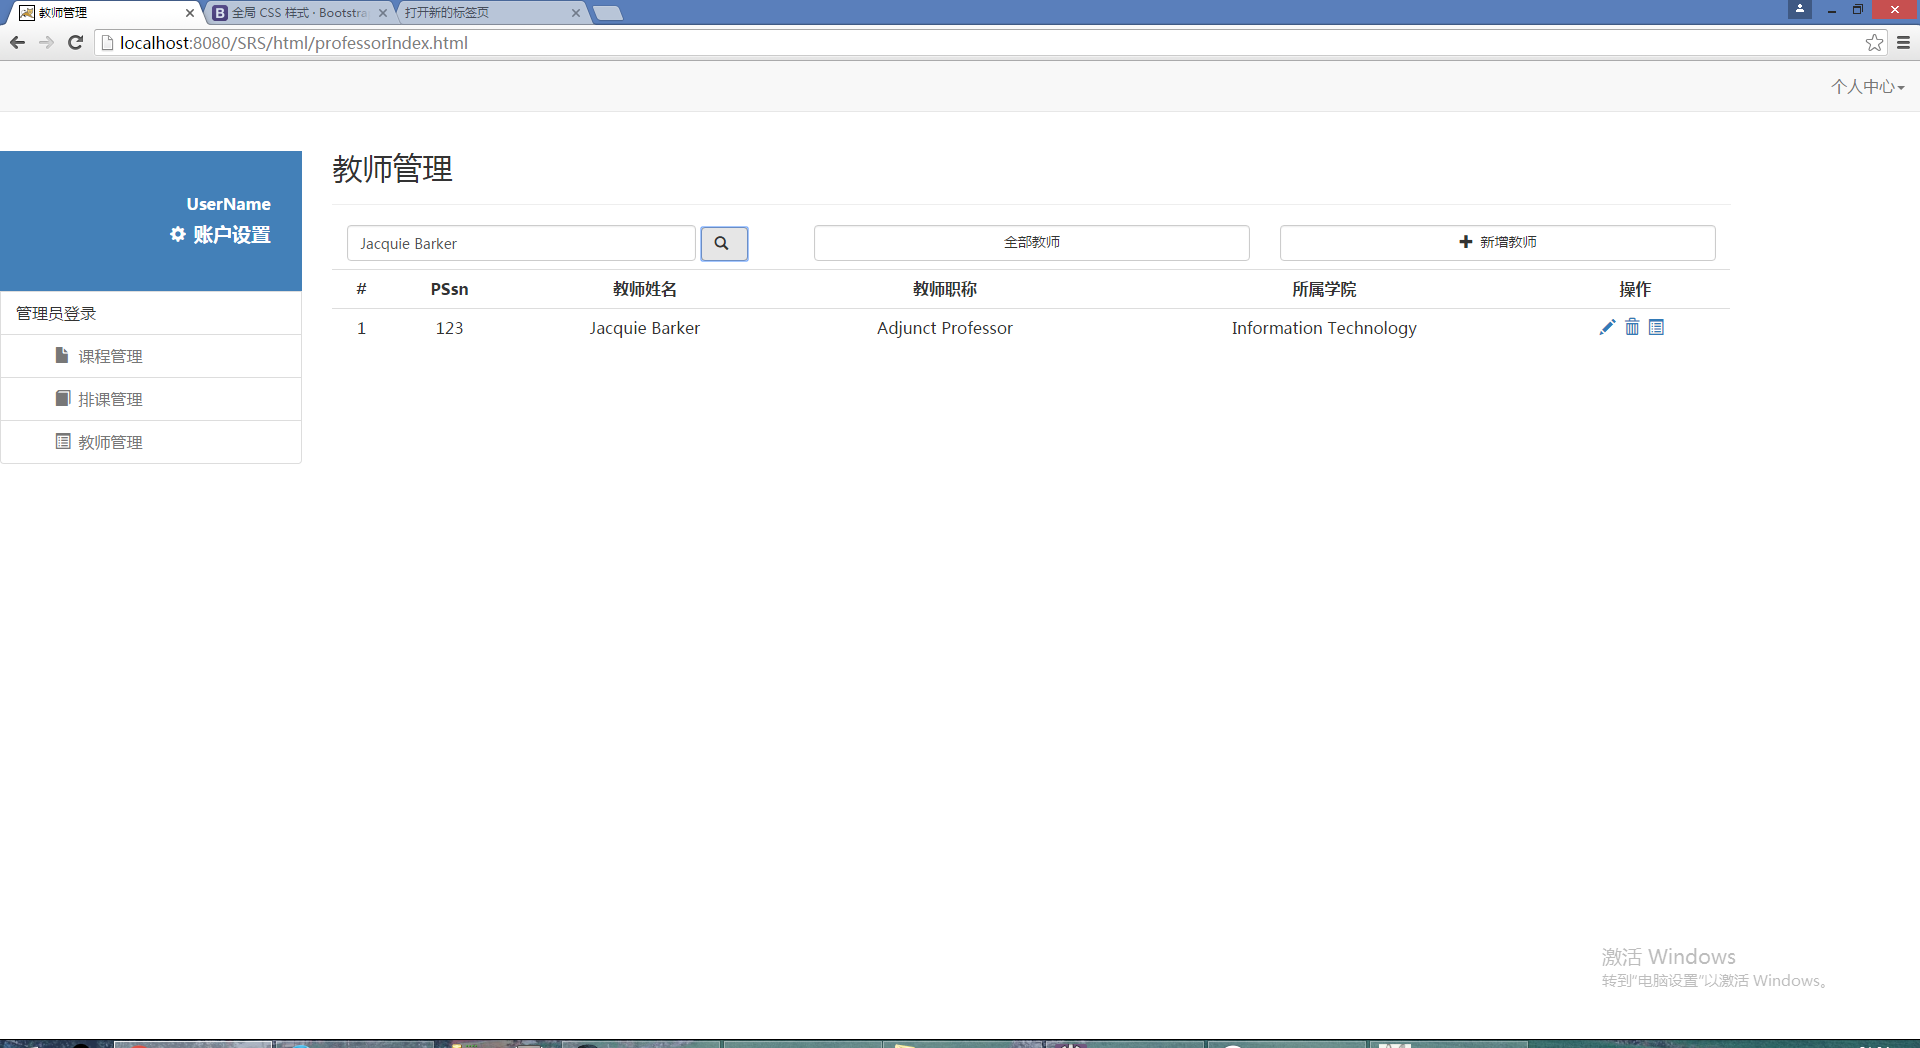 教师管理
全局 CSS 样式 · Bootstra
打开新的标签页
localhost:8080/SRS/html/professorIndex.html
个人中心
UserName
账户设置
管理员登录
课程管理
排课管理
教师管理
教师管理
Jacquie Barker
全部教师
新增教师
# PSsn 教师姓名 教师职称 所属学院 操作
1 123 Jacquie Barker Adjunct Professor Information Technology
激活 Windows
转到“电脑设置”以激活 Windows。